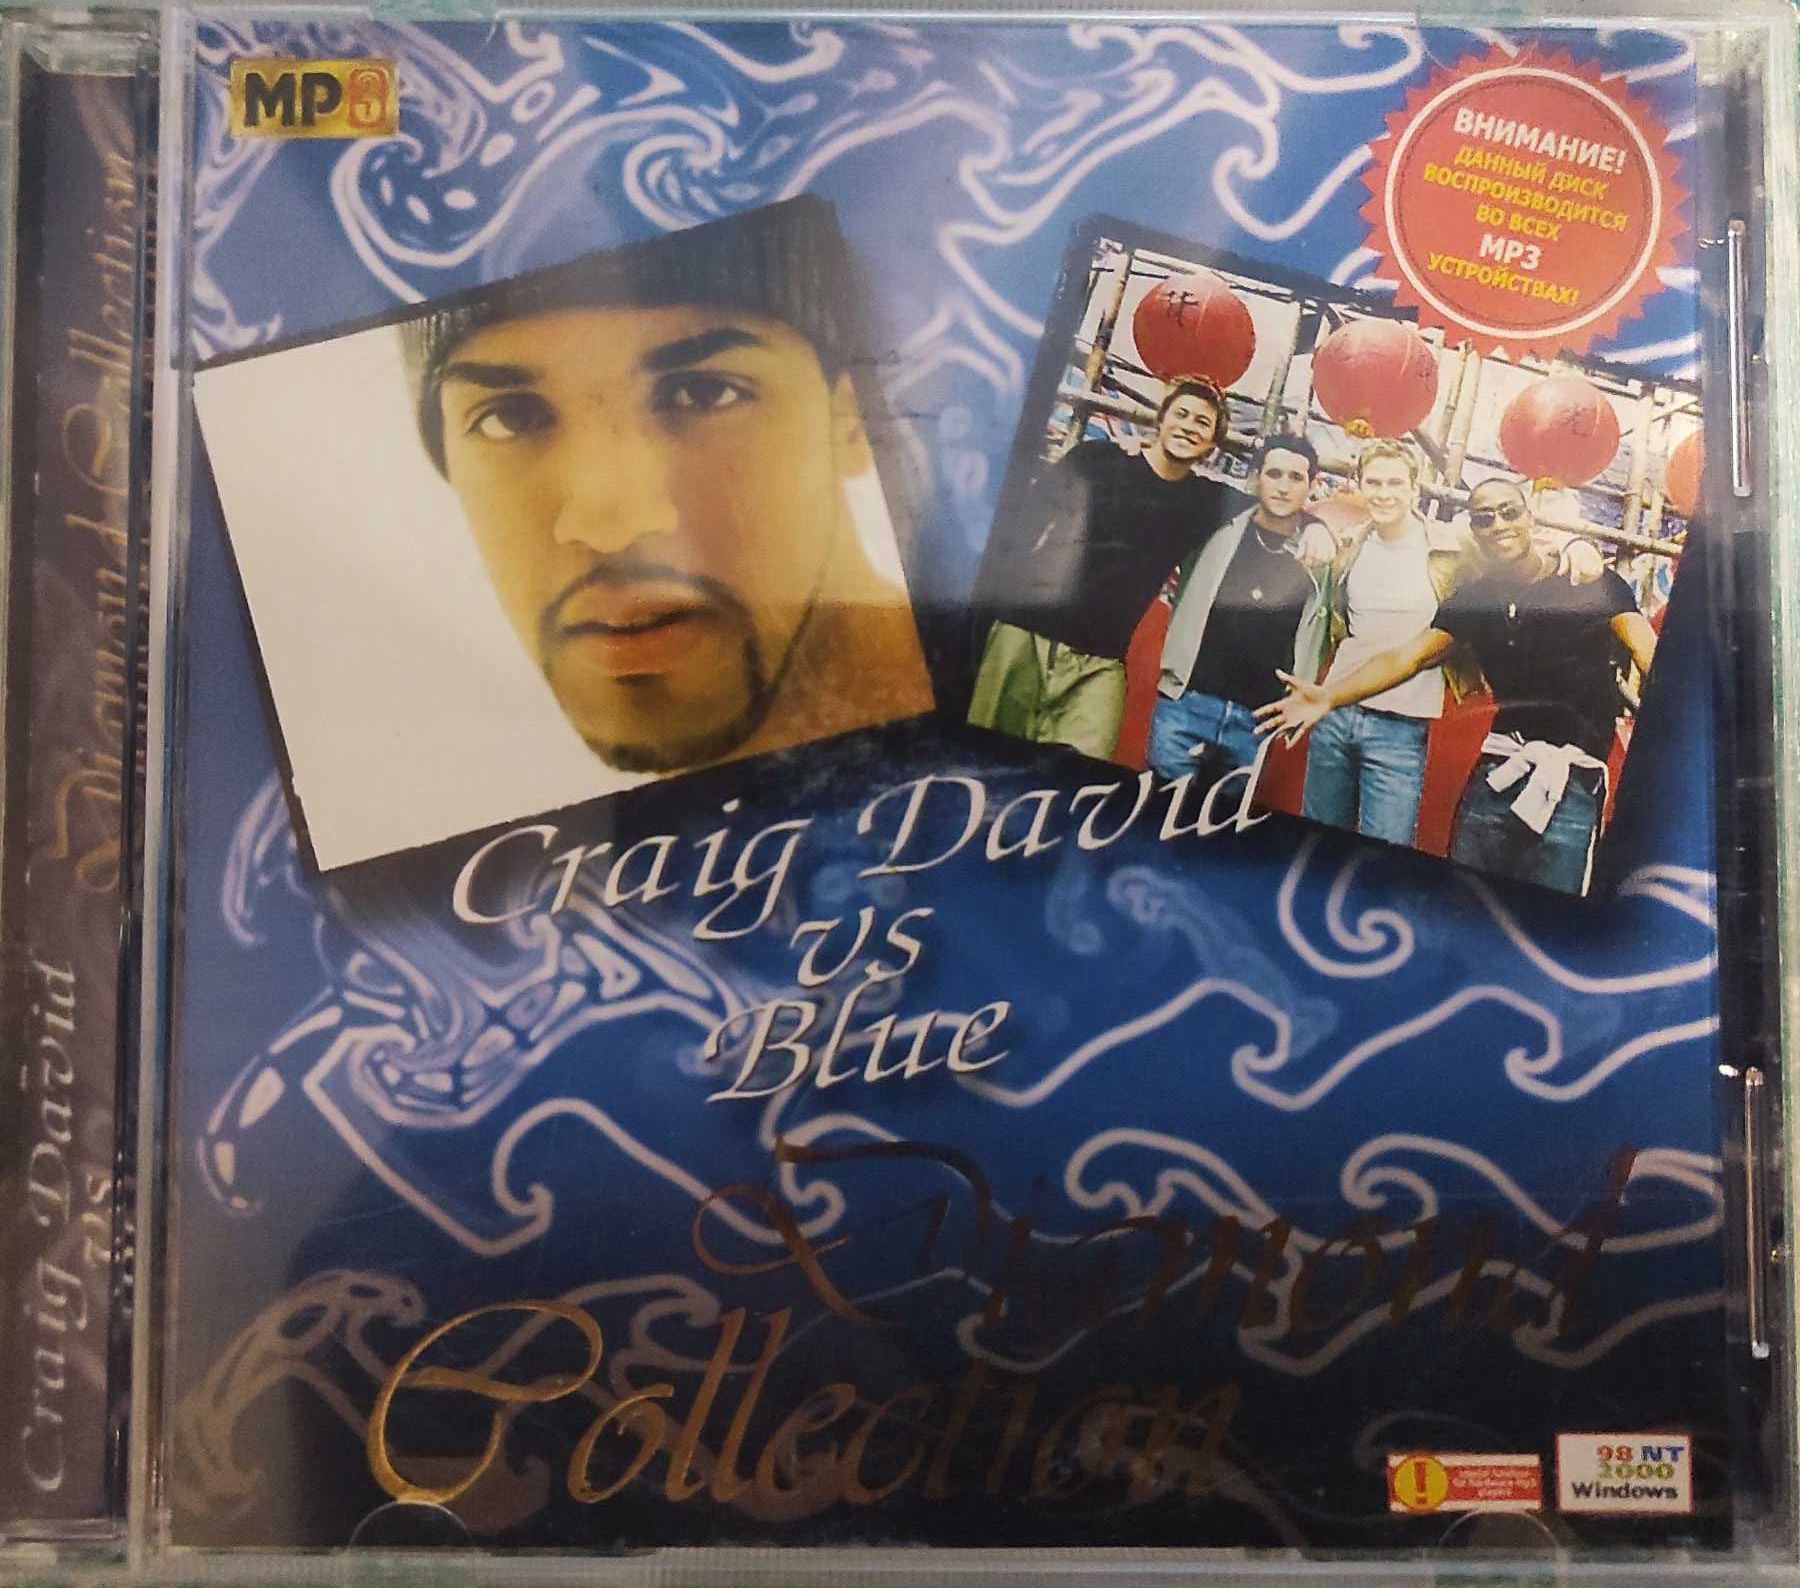 MP3
ВНИМАНИЕ!
ДАННЫЙ ДИСК
ВОСПРОИЗВОДИТСЯ
ВО ВСЕХ
MP3
УСТРОЙСТВАХ!
Craig David
vs
Blue
Diamond
Collection
98 NT
2000
Windows
Craig David
vs
Diamond Collection